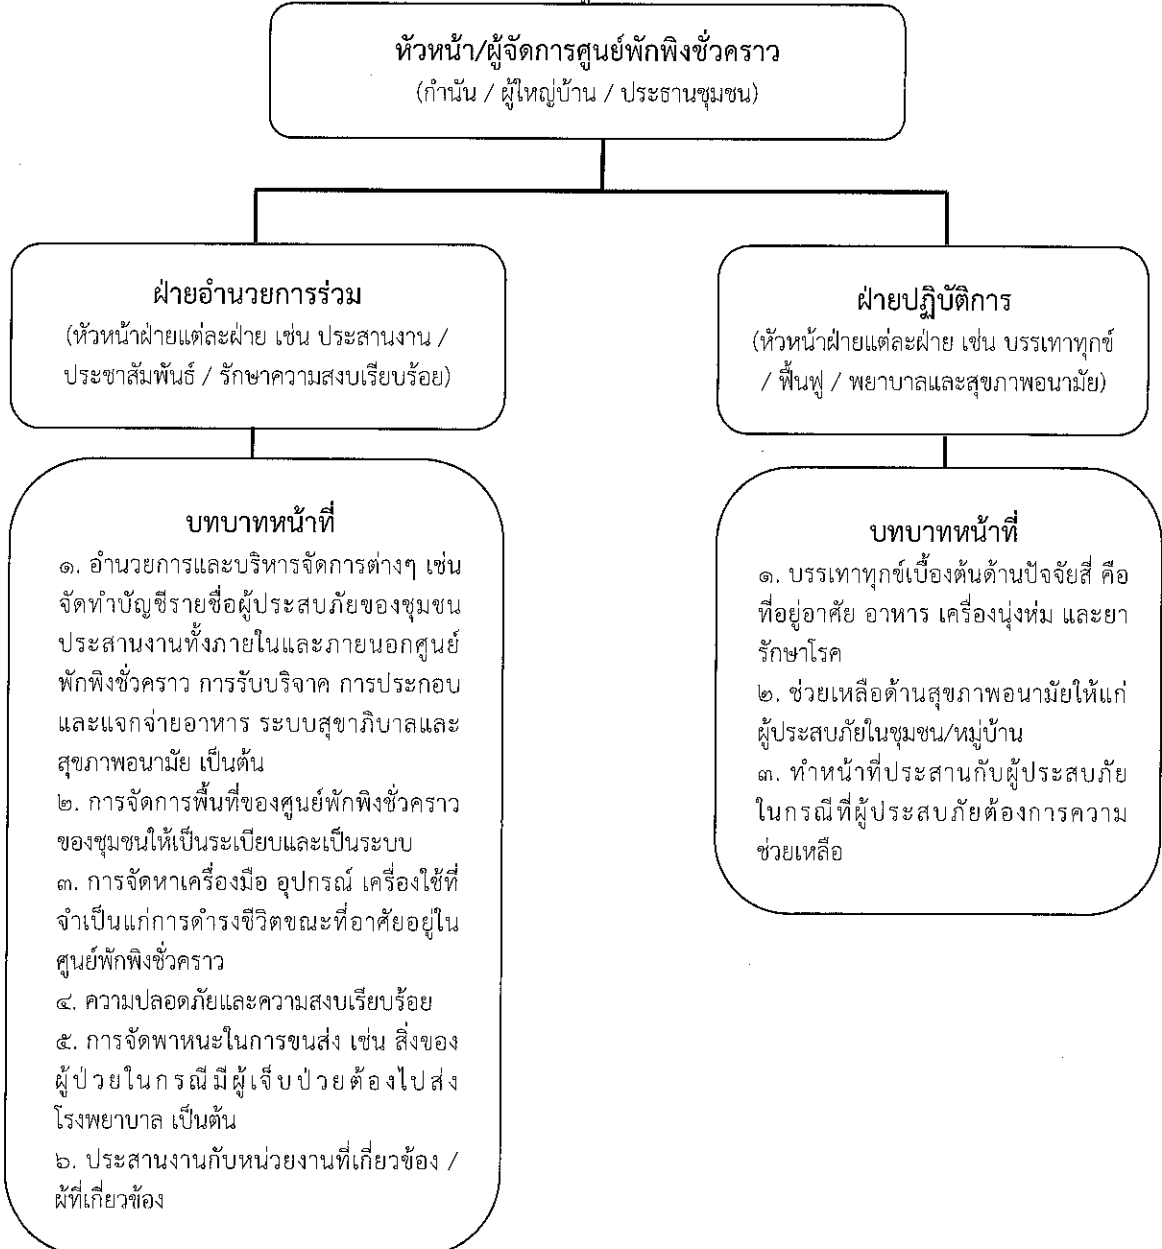 หัวหน้า/ผู้จัดการศูนย์พักพิงชั่วคราว
(กำนัน / ผู้ใหญ่บ้าน / ประธานชุมชน)
ฝ่ายอำนวยการร่วม
(หัวหน้าฝ่ายแต่ละฝ่าย เช่น ประสานงาน /
ประชาสัมพันธ์ / รักษาความสงบเรียบร้อย)
บทบาทหน้าที่
๑. อำนวยการและบริหารจัดการต่างๆ เช่น
จัดทำบัญชีรายชื่อผู้ประสบภัยของชุมชน
ประสานงานทั้งภายในและภายนอกศูนย์
พักพิงชั่วคราว การรับบริจาค การประกอบ
และแจกจ่ายอาหาร ระบบสุขาภิบาลและ
สุขภาพอนามัย เป็นต้น
๒. การจัดการพื้นที่ของศูนย์พักพิงชั่วคราว
ของชุมชนให้เป็นระเบียบและเป็นระบบ
๓. การจัดหาเครื่องมือ อุปกรณ์ เครื่องใช้ที่
จำเป็นแก่การดำรงชีวิตขณะที่อาศัยอยู่ใน
ศูนย์พักพิงชั่วคราว
๔. ความปลอดภัยและความสงบเรียบร้อย
๕. การจัดพาหนะในการขนส่ง เช่น สิ่งของ
ผู้ป่วยในกรณีมีผู้เจ็บป่วยต้องไปส่ง
โรงพยาบาล เป็นต้น
๖. ประสานงานกับหน่วยงานที่เกี่ยวข้อง /
ผู้ที่เกี่ยวข้อง
ฝ่ายปฏิบัติการ
(หัวหน้าฝ่ายแต่ละฝ่าย เช่น บรรเทาทุกข์
/ ฟื้นฟู / พยาบาลและสุขภาพอนามัย)
บทบาทหน้าที่
๑. บรรเทาทุกข์เบื้องต้นด้านปัจจัยสี่ คือ
ที่อยู่อาศัย อาหาร เครื่องนุ่งห่ม และยา
รักษาโรค
๒. ช่วยเหลือด้านสุขภาพอนามัยให้แก่
ผู้ประสบภัยในชุมชน/หมู่บ้าน
๓. ทำหน้าที่ประสานกับผู้ประสบภัย
ในกรณีที่ผู้ประสบภัยต้องการความ
ช่วยเหลือ